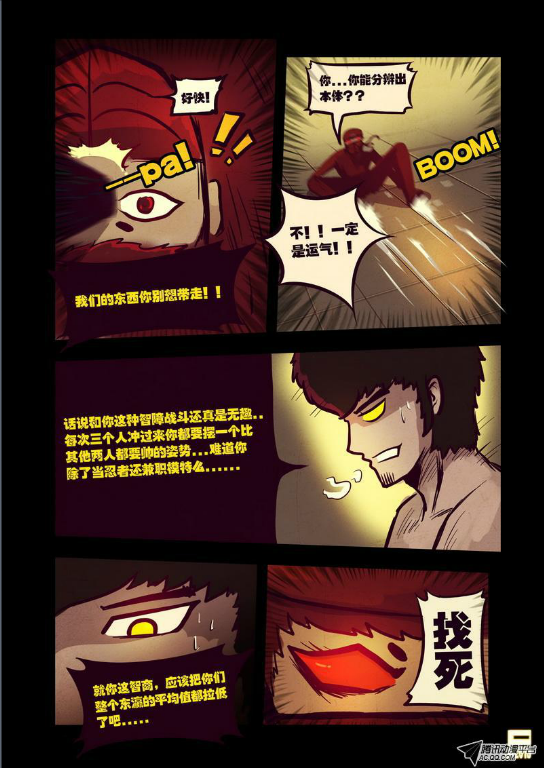 好快！
——pa!
!!
我们的东西你别想带走！！
你...你能分辨出
本体？？
BOOM!
不！！一定
是运气！！
话说和你这种智障战斗还真是无趣..
每次三个人冲过来你都要摆一个比
其他两人都要帅的姿势...难道你
除了当忍者还兼职模特么......
就你这智商，应该把你们
整个东瀛的平均值都拉低
了吧.....
找
死
腾讯动漫平台
AC.QQ.COM